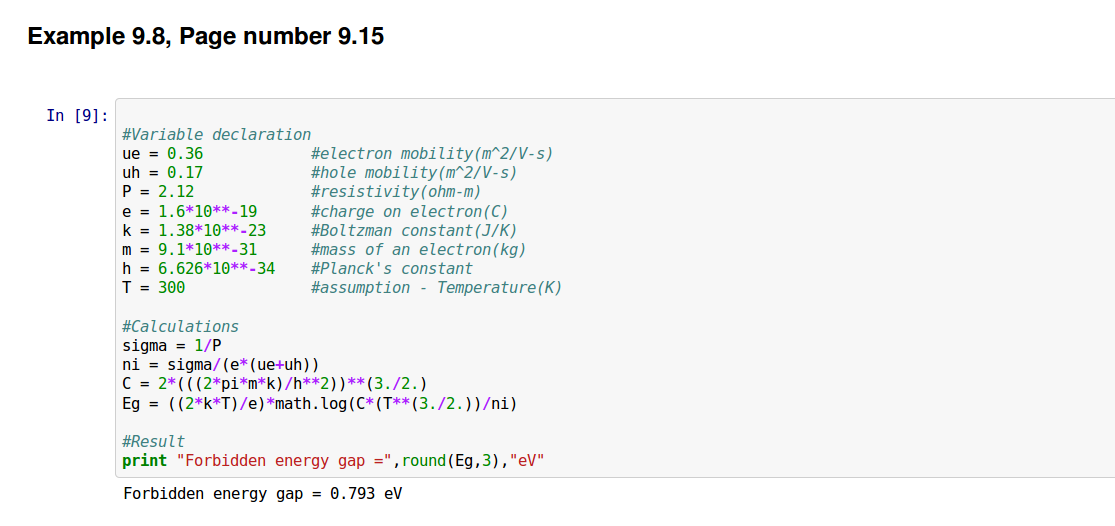 Example 9.8, Page number 9.15
In [9]:
#Variable declaration
ue = 0.36            #electron mobility(m^2/V-s)
uh = 0.17            #hole mobility(m^2/V-s)
P = 2.12             #resistivity(ohm-m)
e = 1.6*10**-19      #charge on electron(C)
k = 1.38*10**-23     #Boltzman constant(J/K)
m = 9.1*10**-31      #mass of an electron(kg)
h = 6.626*10**-34    #Planck's constant
T = 300              #assumption - Temperature(K)
#Calculations
sigma = 1/P
ni = sigma/(e*(ue+uh))
C = 2*(((2*pi*m*k)/h**2))**(3./2.)
Eg = ((2*k*T)/e)*math.log(C*(T**(3./2.))/ni)
#Result
print "Forbidden energy gap =",round(Eg,3),"eV"
Forbidden energy gap = 0.793 eV